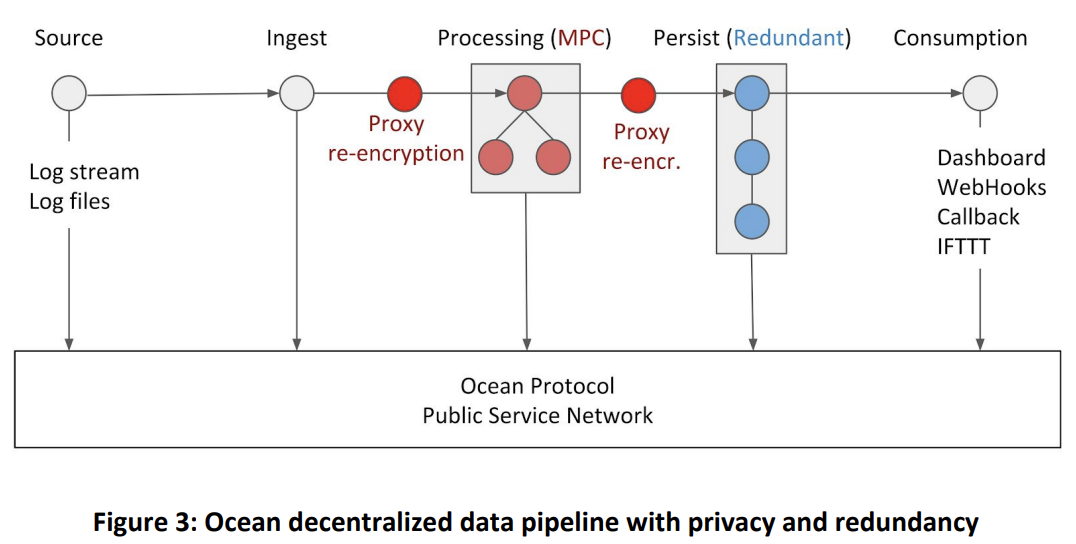 Source
Ingest
Processing (MPC)
Persist (Redundant)
Consumption
Proxy
re-encryption
Proxy
re-encr.
Log stream
Log files
Dashboard
WebHooks
Callback
IFTTT
Ocean Protocol
Public Service Network
Figure 3: Ocean decentralized data pipeline with privacy and redundancy